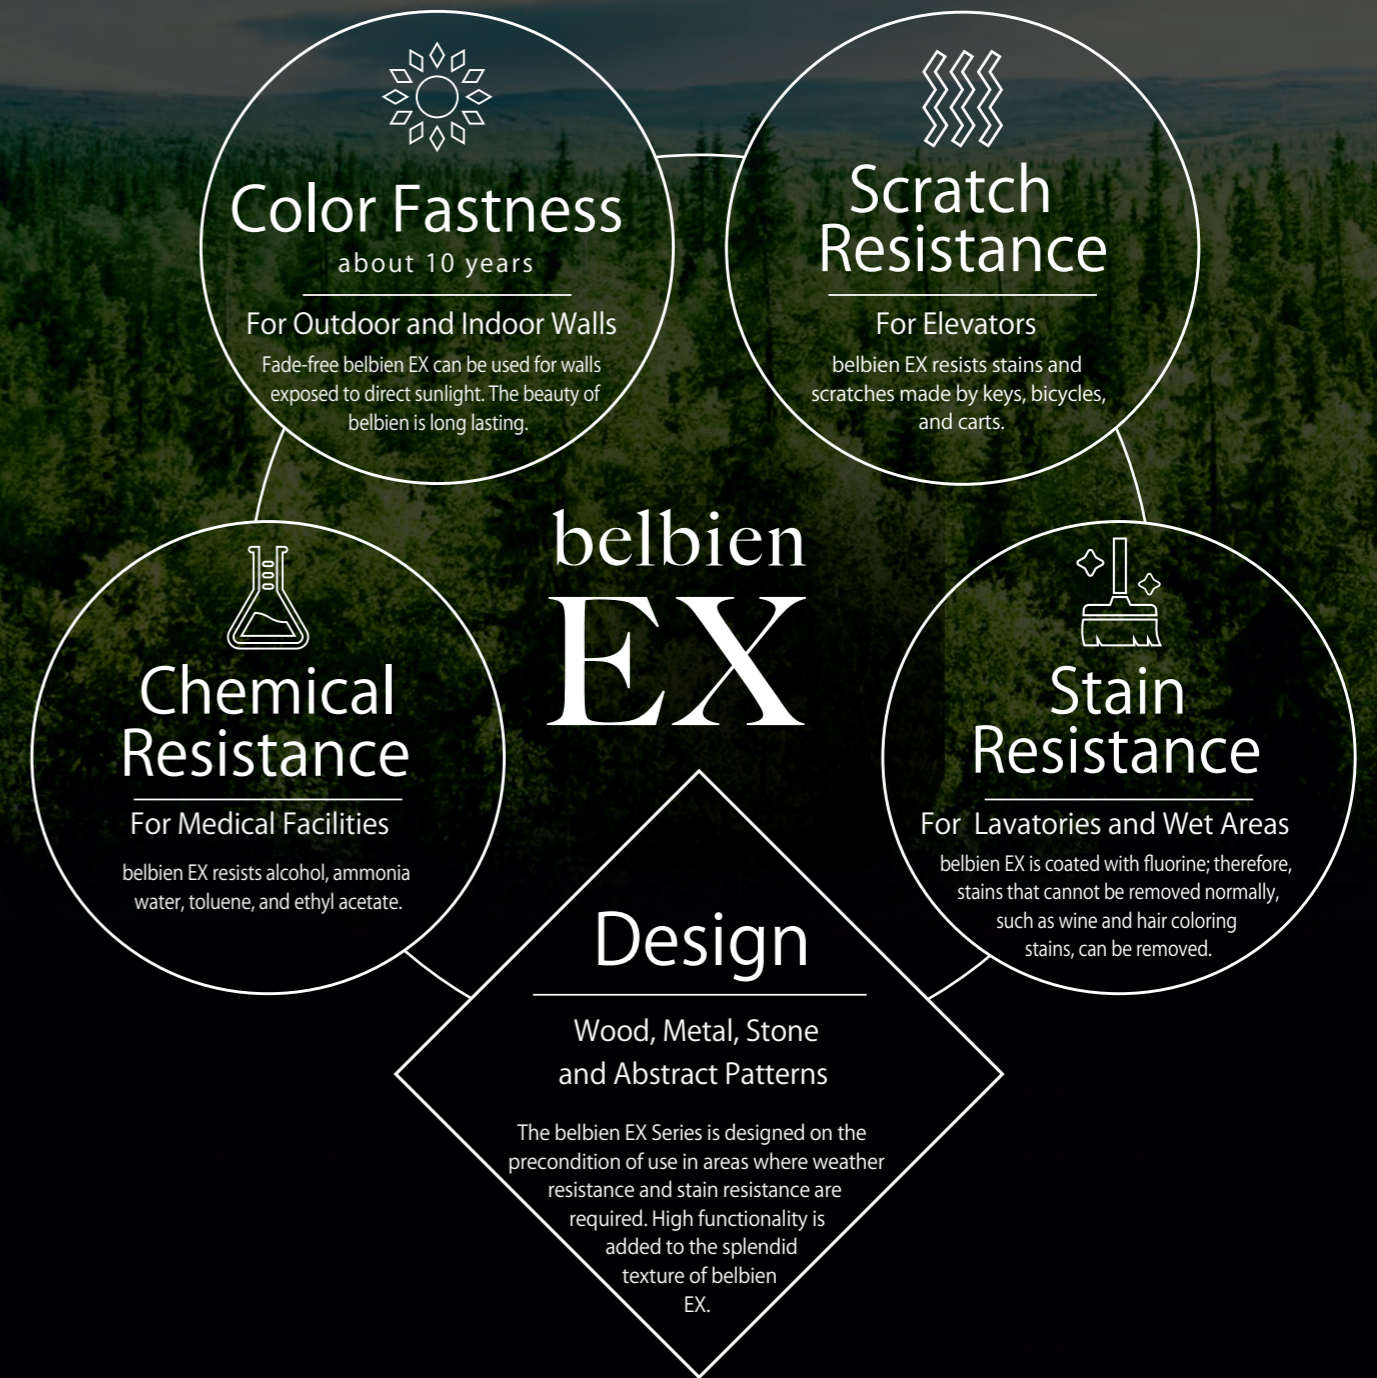 Color Fastness
about 10 years
For Outdoor and Indoor Walls
Fade-free belbien EX can be used for walls
exposed to direct sunlight. The beauty of
belbien is long lasting.
Scratch
Resistance
For Elevators
belbien EX resists stains and
scratches made by keys, bicycles,
and carts.
belbien
EX
Chemical
Resistance
For Medical Facilities
belbien EX resists alcohol, ammonia
water, toluene, and ethyl acetate.
Stain
Resistance
For Lavatories and Wet Areas
belbien EX is coated with fluorine; therefore,
stains that cannot be removed normally,
such as wine and hair coloring
stains, can be removed.
Design
Wood, Metal, Stone
and Abstract Patterns
The belbien EX Series is designed on the
precondition of use in areas where weather
resistance and stain resistance are
required. High functionality is
added to the splendid
texture of belbien
EX.